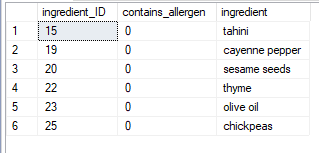 ingredient_ID contains_allergen ingredient
1 15 0 tahini
2 19 0 cayenne pepper
3 20 0 sesame seeds
4 22 0 thyme
5 23 0 olive oil
6 25 0 chickpeas